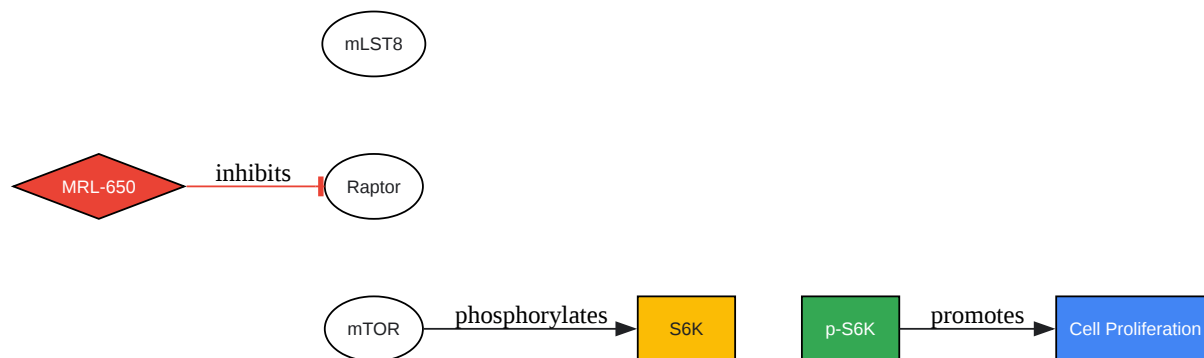 mLST8
MRL-650
inhibits
Raptor
mTOR
phosphorylates
S6K
p-S6K
promotes
Cell Proliferation